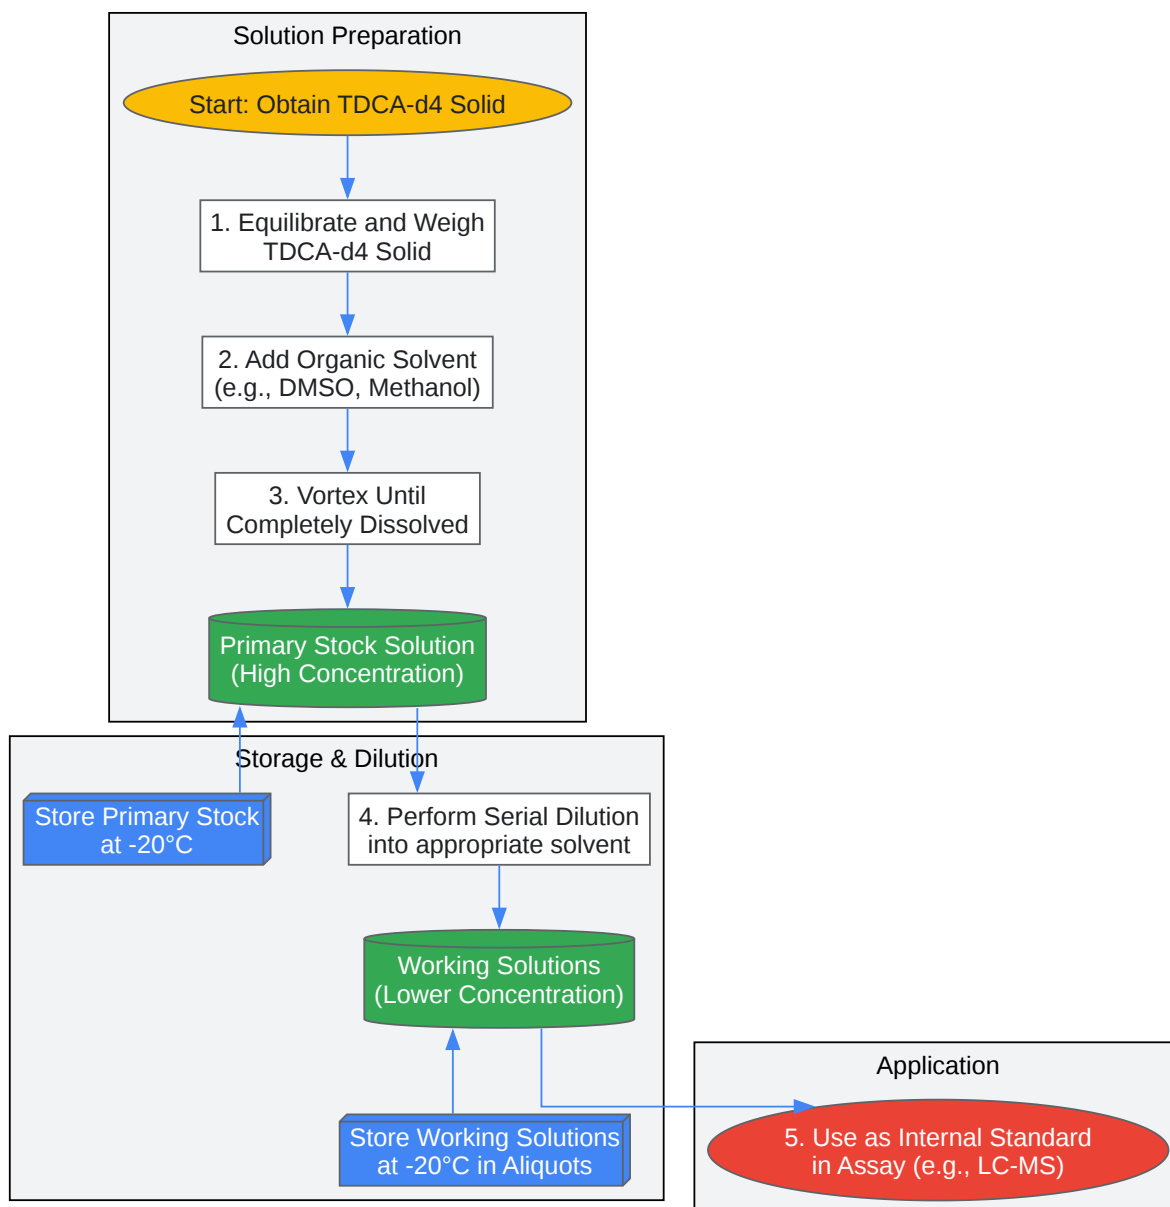 Solution Preparation
Start: Obtain TDCA-d4 Solid
1. Equilibrate and Weigh
TDCA-d4 Solid
2. Add Organic Solvent
(e.g., DMSO, Methanol)
3. Vortex Until
Completely Dissolved
Primary Stock Solution
(High Concentration)
Storage & Dilution
Store Primary Stock
at -20°C
4. Perform Serial Dilution
into appropriate solvent
Working Solutions
(Lower Concentration)
Store Working Solutions
at -20°C in Aliquots
Application
5. Use as Internal Standard
in Assay (e.g., LC-MS)